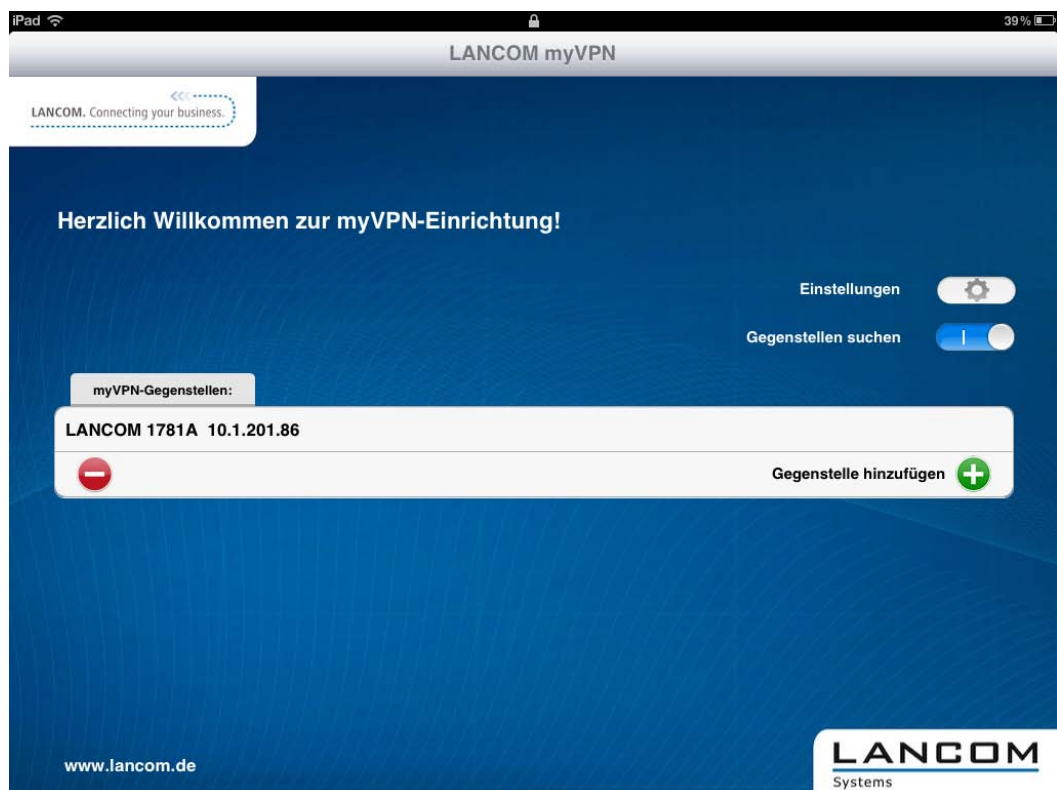 iPad 39 %
LANCOM myVPN
LANCOM. Connecting your business.
Herzlich Willkommen zur myVPN-Einrichtung!
Einstellungen
Gegenstellen suchen
myVPN-Gegenstellen:
LANCOM 1781A 10.1.201.86
Gegenstelle hinzufügen
www.lancom.de
LANCOM
Systems